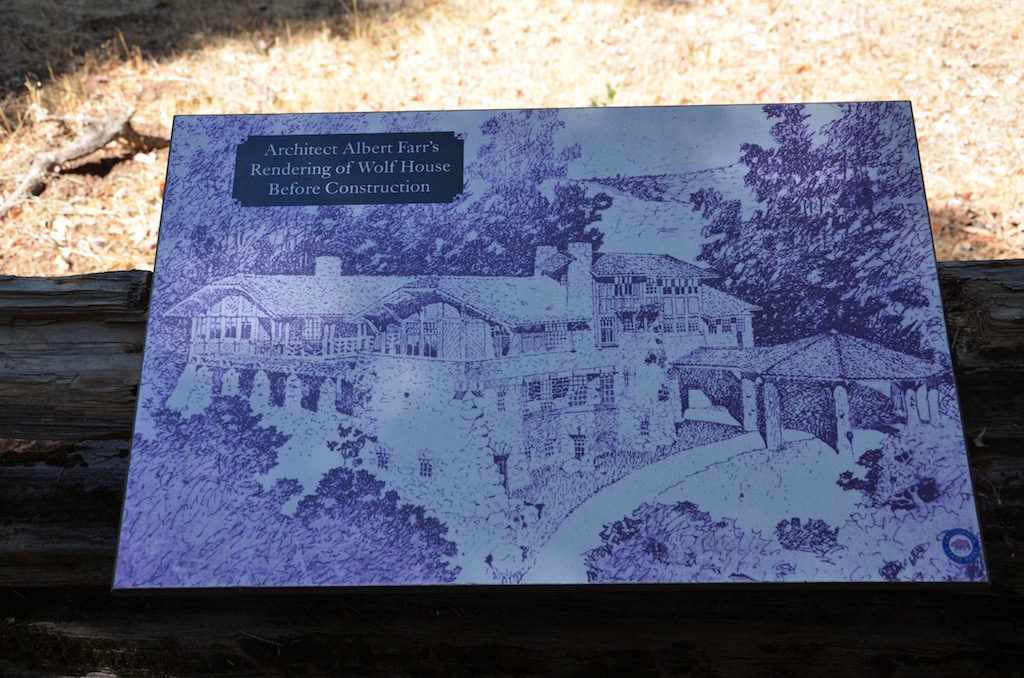 Architect Albert Farr's
Rendering of Wolf House
Before Construction